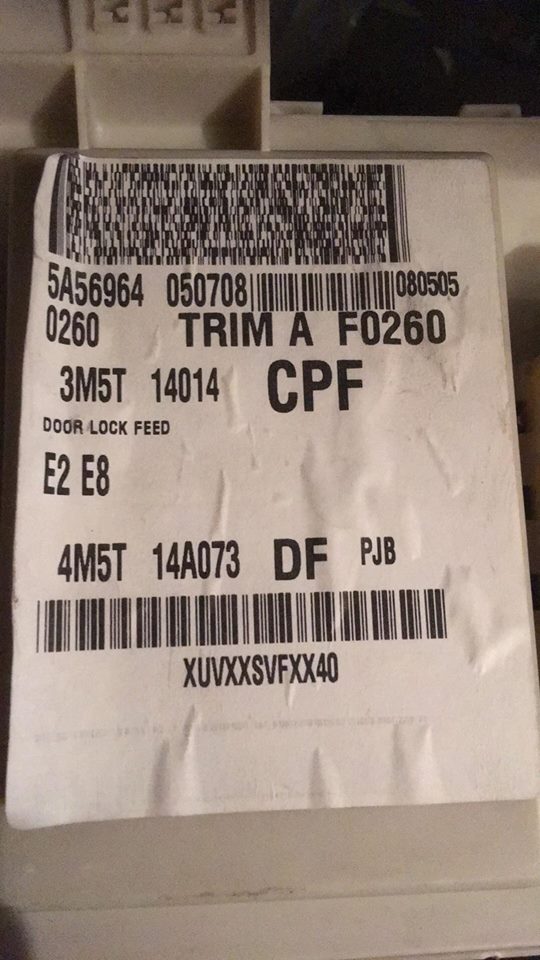 5A56964 050708 080505
0260 TRIM A F0260
3M5T 14014 CPF
DOOR LOCK FEED
E2 E8
4M5T 14A073 DF PJB
XUVXXSVFXX40